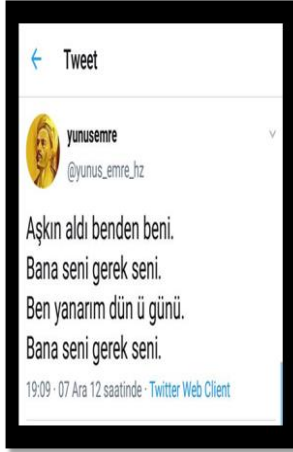 Tweet
yunusemre
@yunus_emre_hz
Aşkın aldı benden beni.
Bana seni gerek seni.
Ben yanarım dün ü günü.
Bana seni gerek seni.
19:09 · 07 Ara 12 saatinde · Twitter Web Client